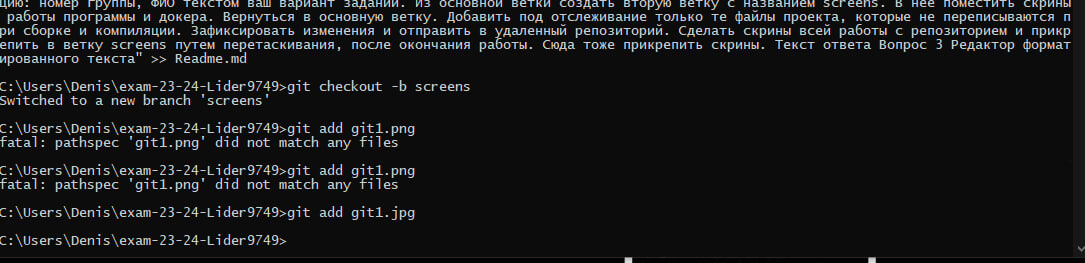 цию: номер группы, ФИО текстом ваш вариант задания. Из основной ветки создать вторую ветку с названием screens. В нее поместить скрины
 работы программы и докера. Вернуться в основную ветку. Добавить под отслеживание только те файлы проекта, которые не переписываются п
ри сборке и компиляции. Зафиксировать изменения и отправить в удаленный репозиторий. Сделать скрины всей работы с репозиторием и прикр
епить в ветку screens путем перетаскивания, после окончания работы. Сюда тоже прикрепить скрины. Текст ответа Вопрос 3 Редактор формат
ированного текста" >> Readme.md
C:\Users\Denis\exam-23-24-Lider9749>git checkout -b screens
Switched to a new branch 'screens'
C:\Users\Denis\exam-23-24-Lider9749>git add git1.png
fatal: pathspec 'git1.png' did not match any files
C:\Users\Denis\exam-23-24-Lider9749>git add git1.png
fatal: pathspec 'git1.png' did not match any files
C:\Users\Denis\exam-23-24-Lider9749>git add git1.jpg
C:\Users\Denis\exam-23-24-Lider9749>